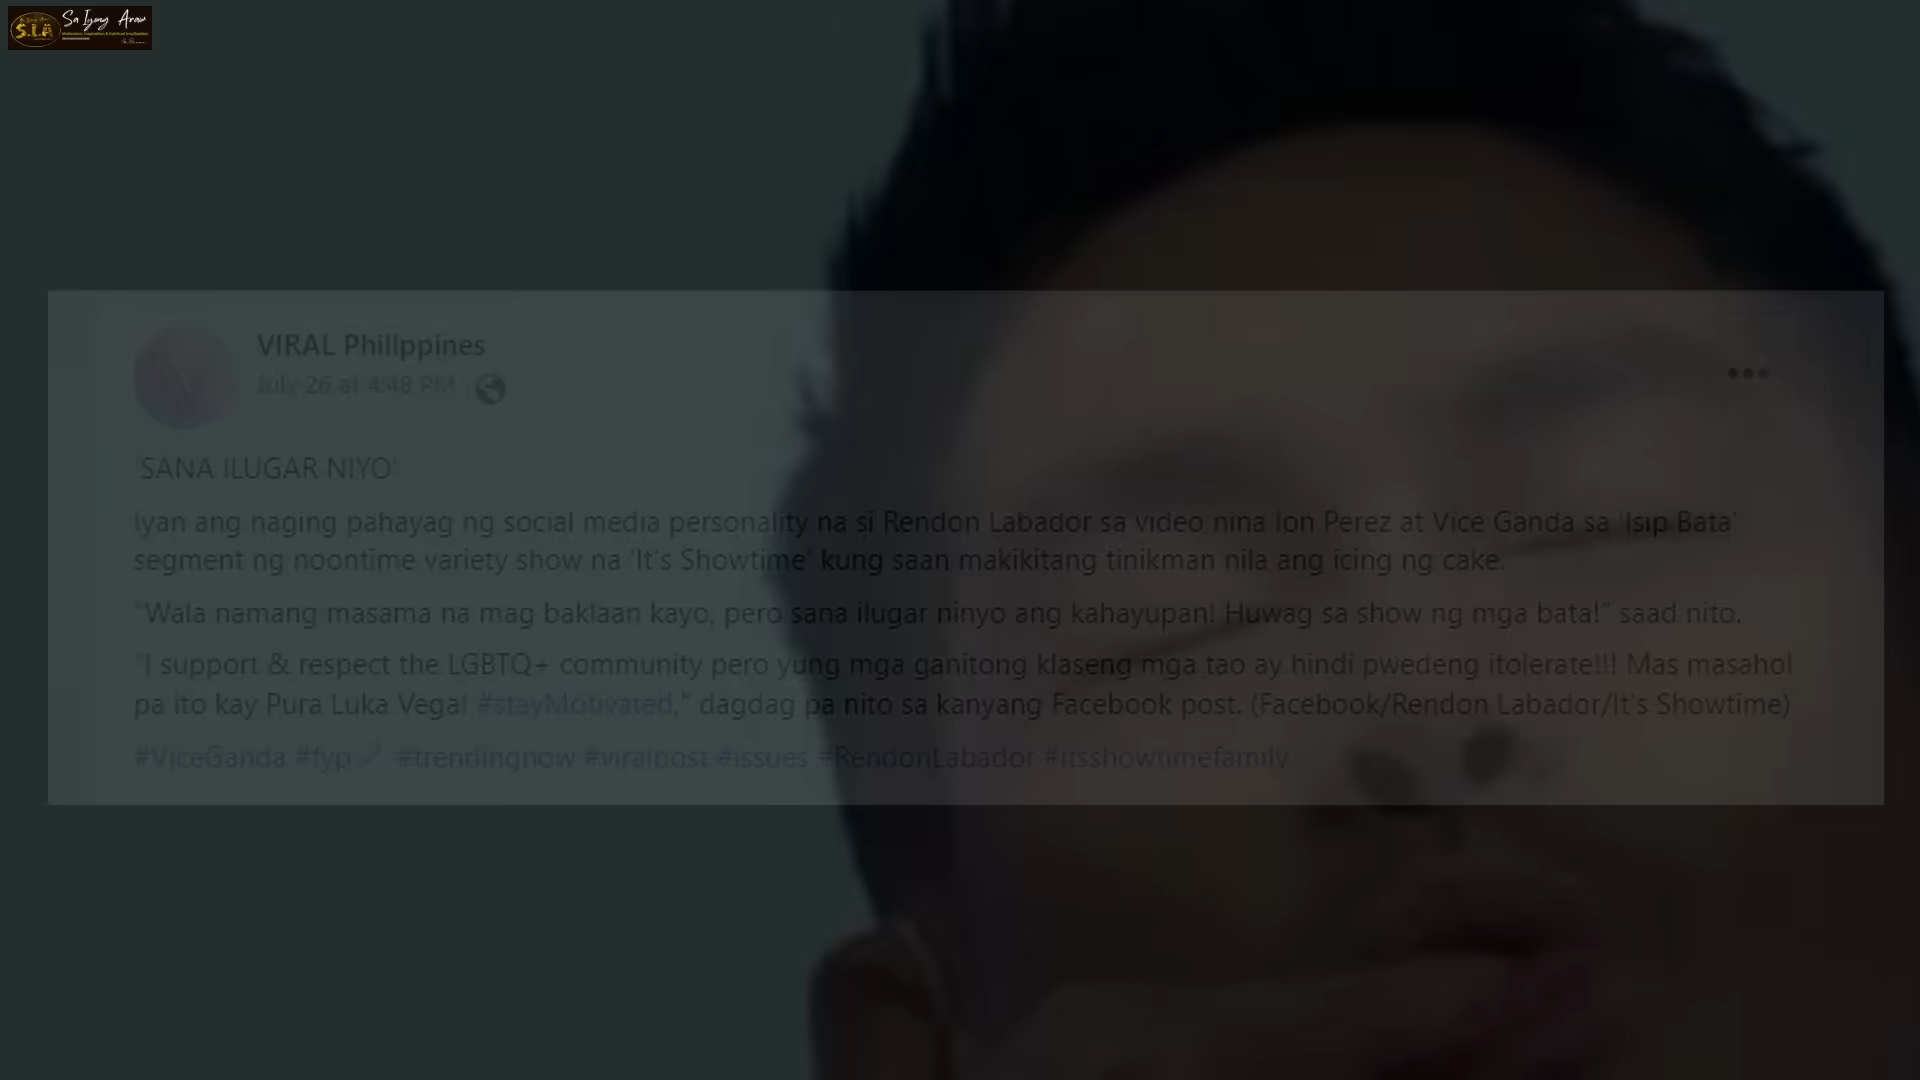 Sa Iyong Araw
S.I.A
VIRAL Philippines
July 26 at 4:48 PM
'SANA ILUGAR NIYO'
Iyan ang naging pahayag ng social media personality na si Rendon Labador sa video nina Ion Perez at Vice Ganda sa 'Isip Bata'
segment ng noontime variety show na 'It's Showtime' kung saan makikitang tinikman nila ang icing ng cake.
"Wala namang masama na mag baklaan kayo, pero sana ilugar ninyo ang kahayupan! Huwag sa show ng mga bata!" saad nito.
"I support & respect the LGBTQ+ community pero yung mga ganitong klaseng mga tao ay hindi pwedeng itolerate!!! Mas masahol
pa ito kay Pura Luka Vega! #stayMotivated," dagdag pa nito sa kanyang Facebook post. (Facebook/Rendon Labador/It's Showtime)
#ViceGanda #fyp #trendingnow #viralpost #issues #RendonLabador #itsshowtimefamily